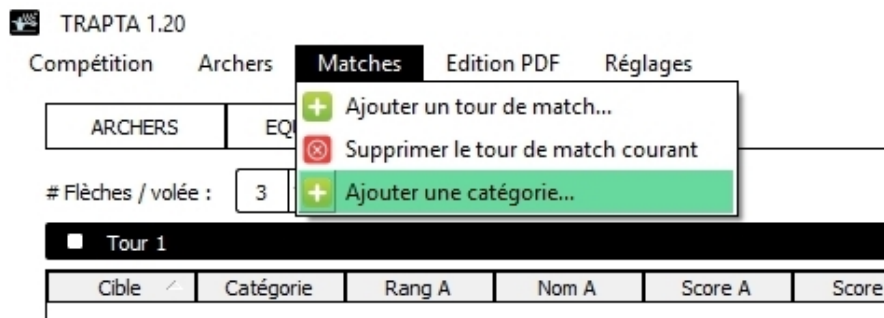 TRAPTA 1.20
Compétition Archers Matches Edition PDF Réglages
Ajouter un tour de match...
ARCHERS EQ
Supprimer le tour de match courant
# Flèches / volée : 3 Ajouter une catégorie...
Tour 1
Cible Catégorie Rang A Nom A Score A Score